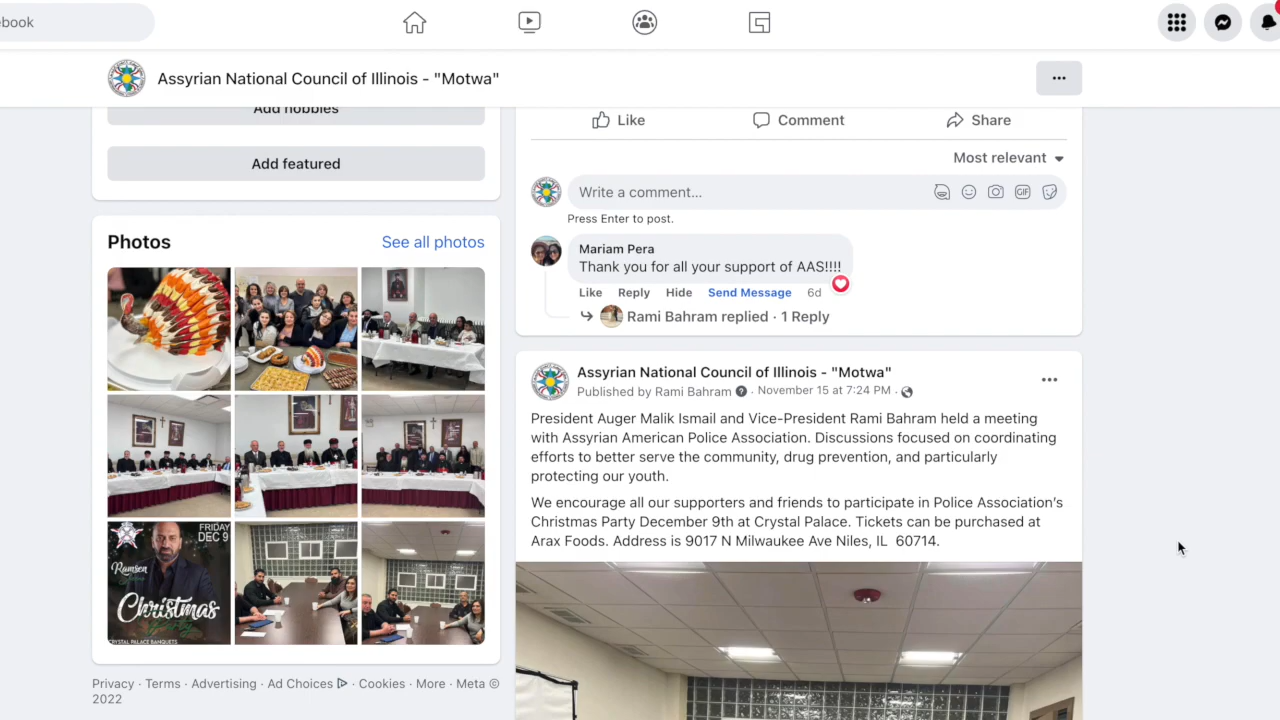 ebook
Assyrian National Council of Illinois - "Motwa"
Add hobbies
Add featured
Photos
See all photos
FRIDAY
DEC 9
Ramsen
Christmas
CRYSTAL PALACE BANQUETS
Privacy · Terms · Advertising · Ad Choices · Cookies · More · Meta ©
2022
Like
Comment
Share
Most relevant
Write a comment...
GIF
Press Enter to post.
Mariam Pera
Thank you for all your support of AAS!!!!
Like Reply Hide Send Message 6d
Rami Bahram replied · 1 Reply
Assyrian National Council of Illinois - "Motwa"
Published by Rami Bahram · November 15 at 7:24 PM ·
President Auger Malik Ismail and Vice-President Rami Bahram held a meeting
with Assyrian American Police Association. Discussions focused on coordinating
efforts to better serve the community, drug prevention, and particularly
protecting our youth.
We encourage all our supporters and friends to participate in Police Association's
Christmas Party December 9th at Crystal Palace. Tickets can be purchased at
Arax Foods. Address is 9017 N Milwaukee Ave Niles, IL 60714.